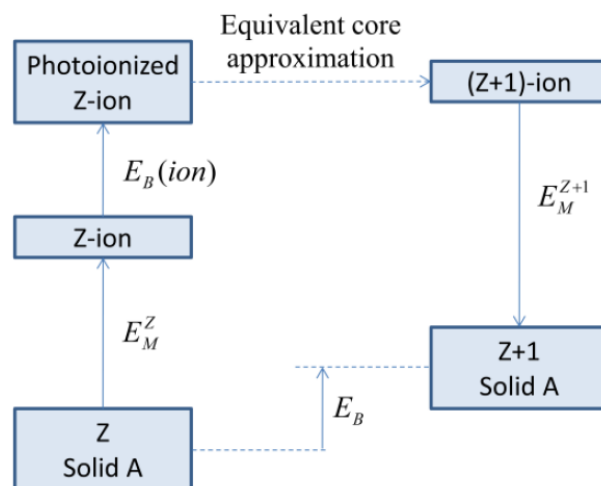 Equivalent core
approximation
Photoionized
Z-ion
(Z+1)-ion
E_B(ion)
E_M^{Z+1}
Z-ion
E_M^Z
Z+1
Solid A
E_B
Z
Solid A